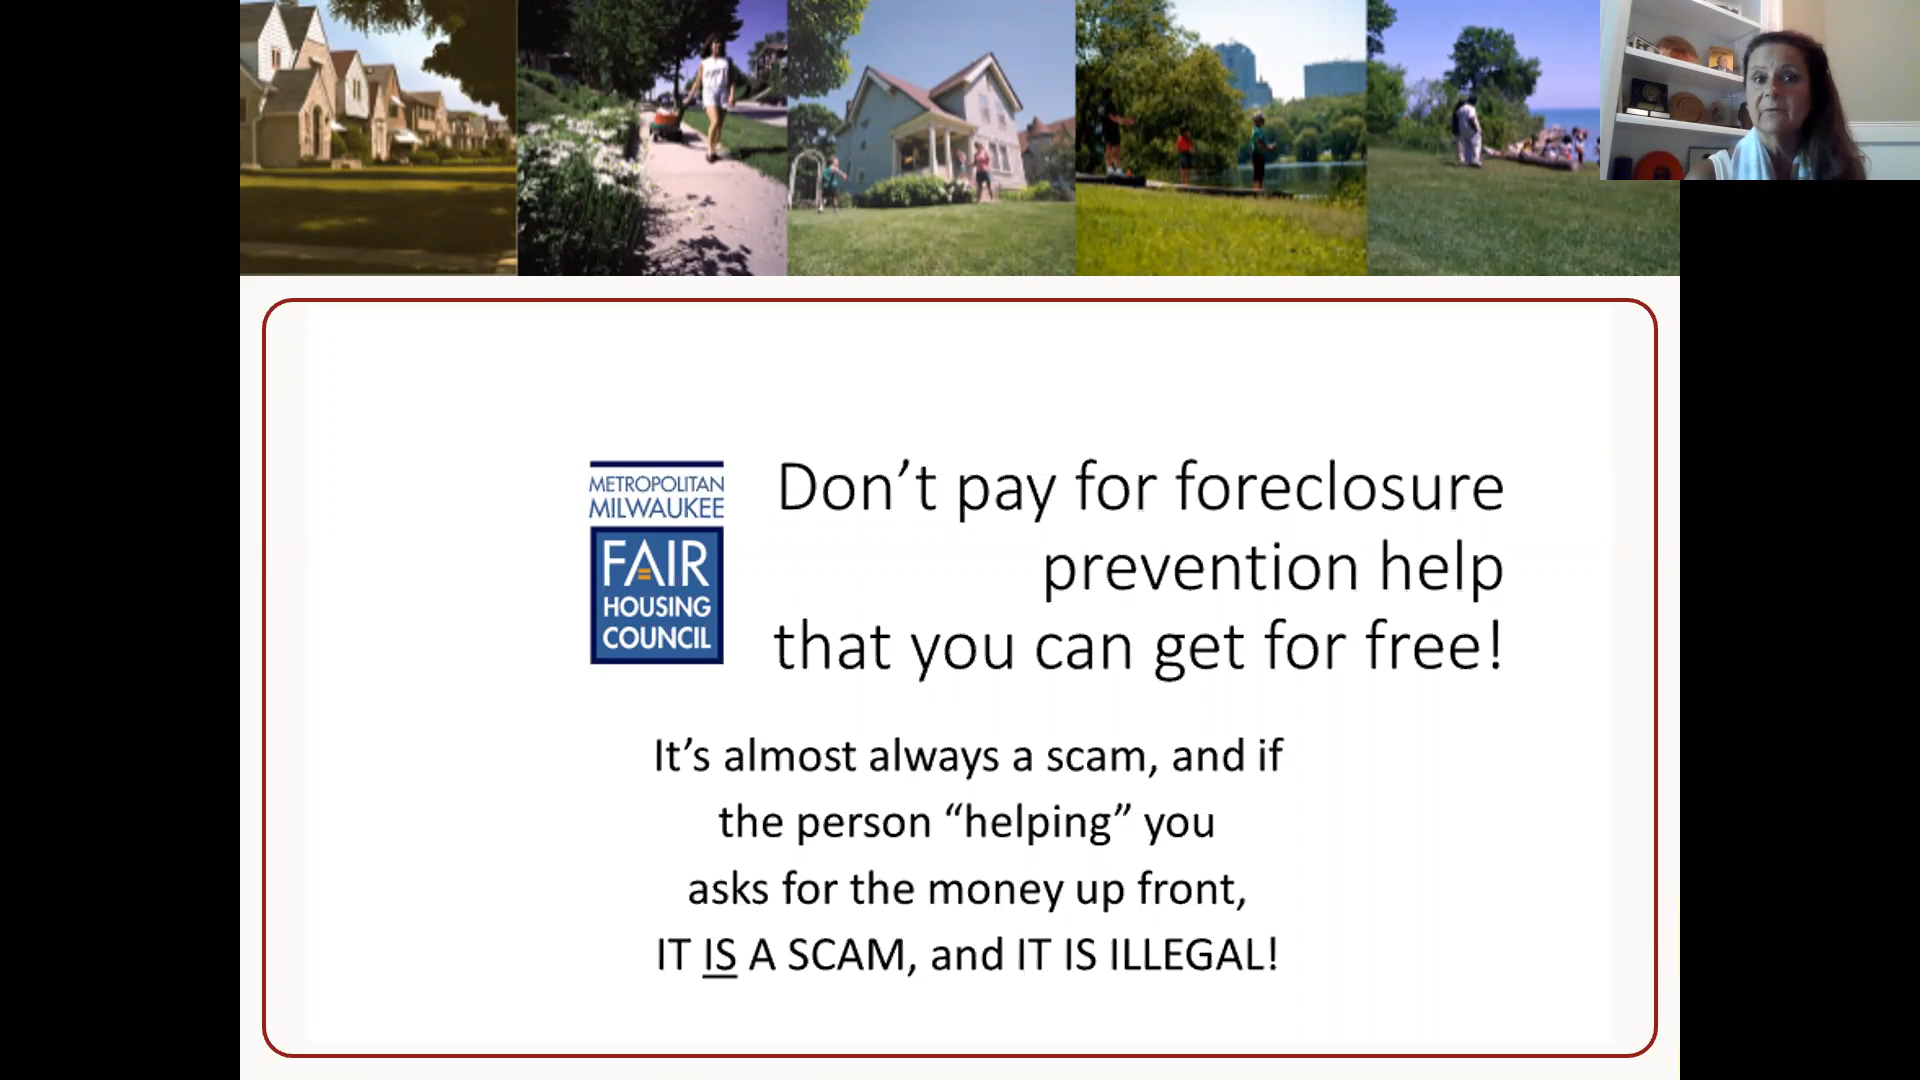 METROPOLITAN
MILWAUKEE
FAIR
HOUSING
COUNCIL
Don’t pay for foreclosure
prevention help
that you can get for free!
It’s almost always a scam, and if
the person “helping” you
asks for the money up front,
IT IS A SCAM, and IT IS ILLEGAL!